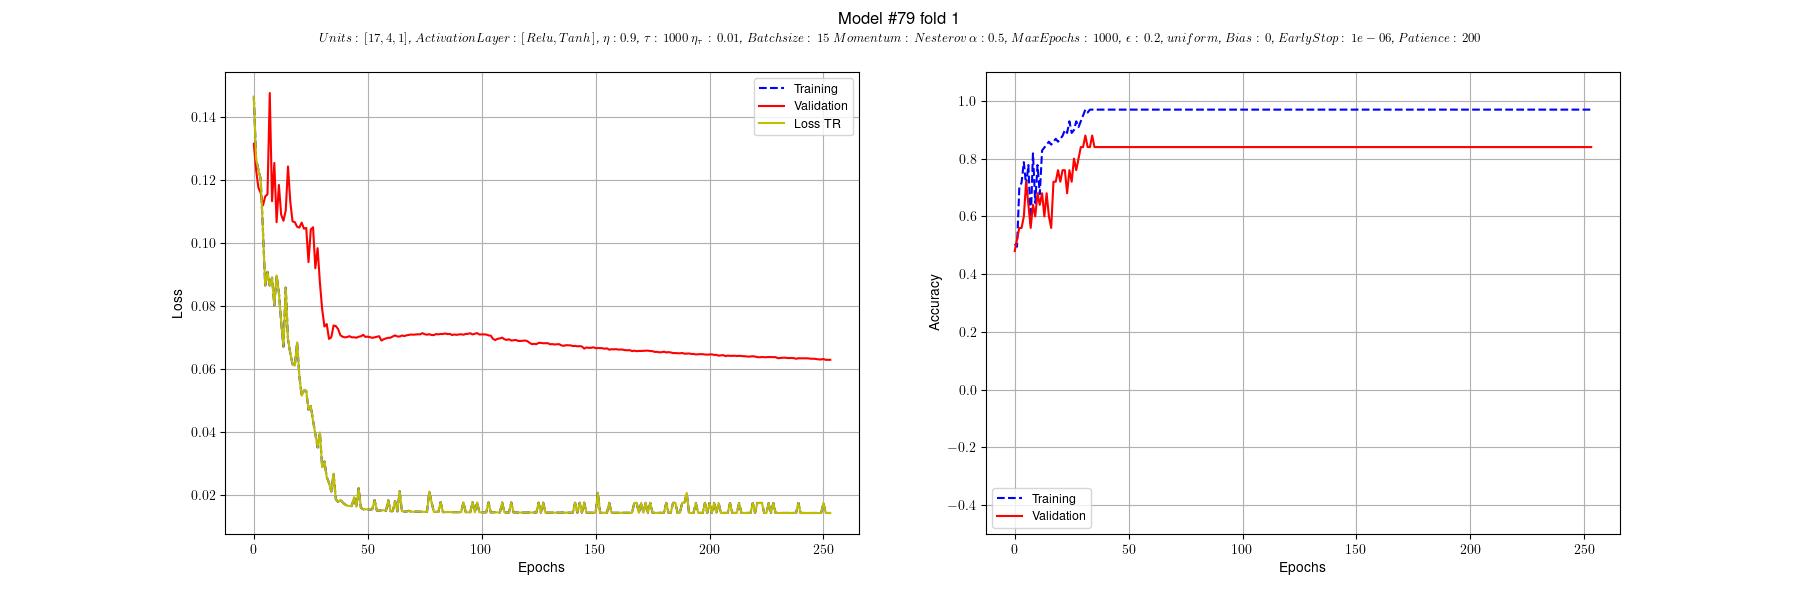 Model #79 fold 1
Units : [17, 4, 1], ActivationLayer : [Relu, Tanh], η : 0.9, τ : 1000 η_τ : 0.01, Batchsize : 15 Momentum : Nesterov α : 0.5, MaxEpochs : 1000, ϵ : 0.2, uniform, Bias : 0, EarlyStop : 1e − 06, Patience : 200
Training
Validation
Loss TR
0.14
0.12
0.10
0.08
0.06
0.04
0.02
Loss
0 50 100 150 200 250
Epochs
1.0
0.8
0.6
0.4
0.2
0.0
−0.2
−0.4
Accuracy
Training
Validation
0 50 100 150 200 250
Epochs